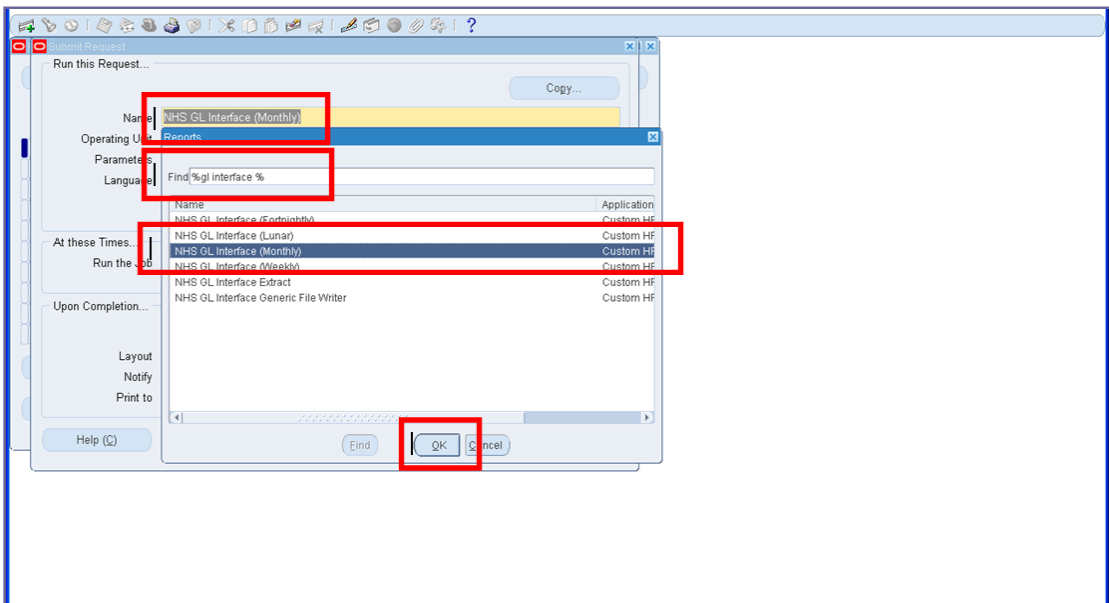 Submit Request
Run this Request...
Copy...
Name NHS GL Interface (Monthly)
Operating Unit
Reports
Parameters
Language
Find %gl interface %
Name Application
NHS GL Interface (Fortnightly) Custom HR
NHS GL Interface (Lunar) Custom HR
NHS GL Interface (Monthly) Custom HR
NHS GL Interface (Weekly) Custom HR
NHS GL Interface Extract Custom HR
NHS GL Interface Generic File Writer Custom HR
At these Times...
Run the Job
Upon Completion...
Layout
Notify
Print to
Help (C)
Find
OK
Cancel